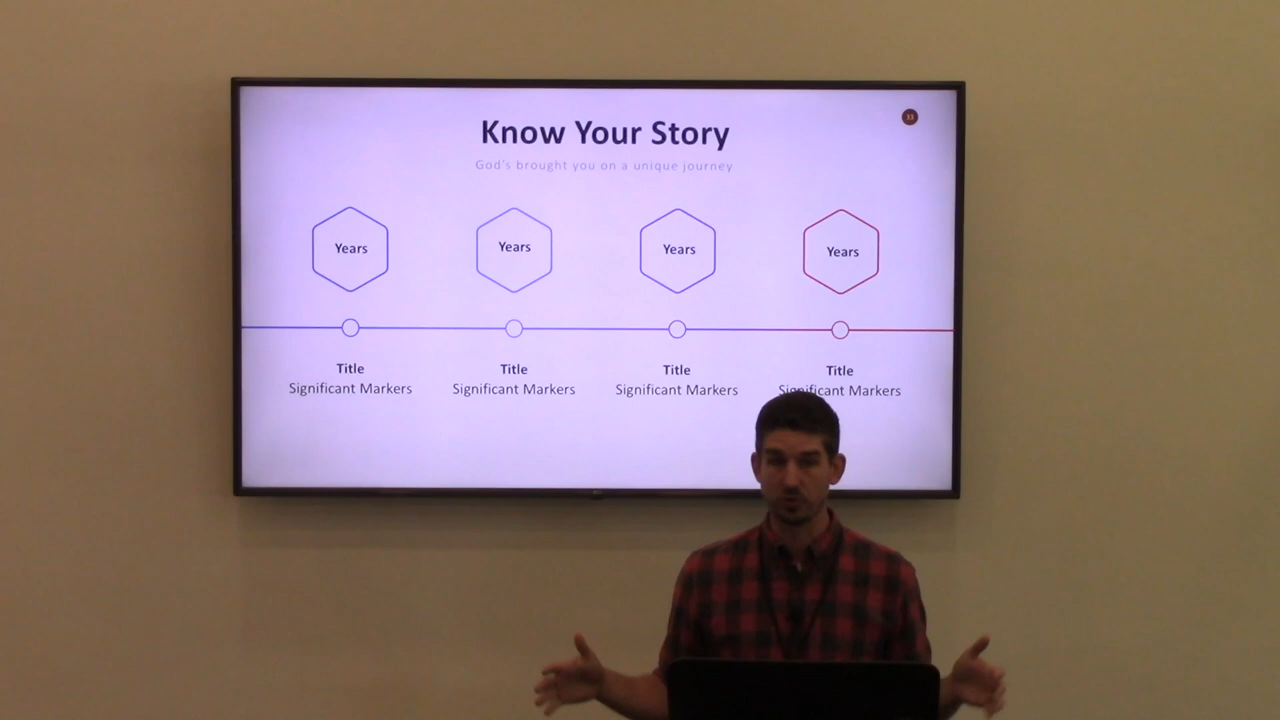 Know Your Story
33
God's brought you on a unique journey
Years Years Years Years
Title Title Title Title
Significant Markers Significant Markers Significant Markers Significant Markers